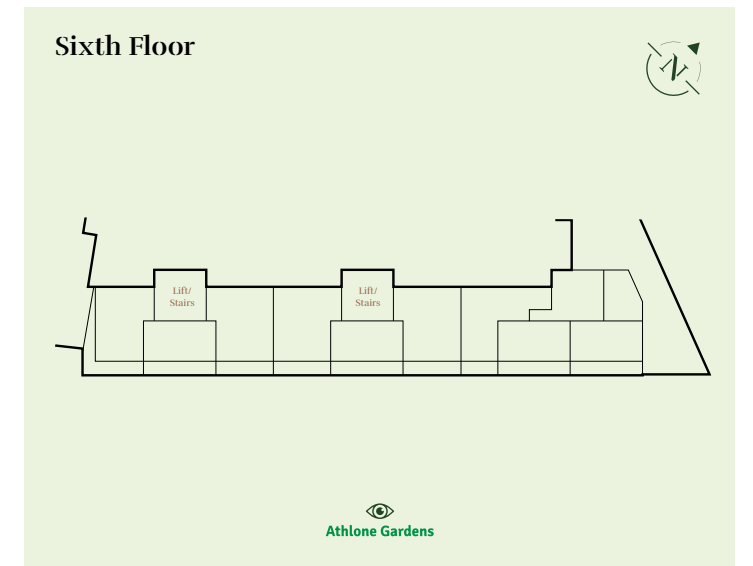 Sixth Floor
N
Lift/
Stairs
Lift/
Stairs
Athlone Gardens